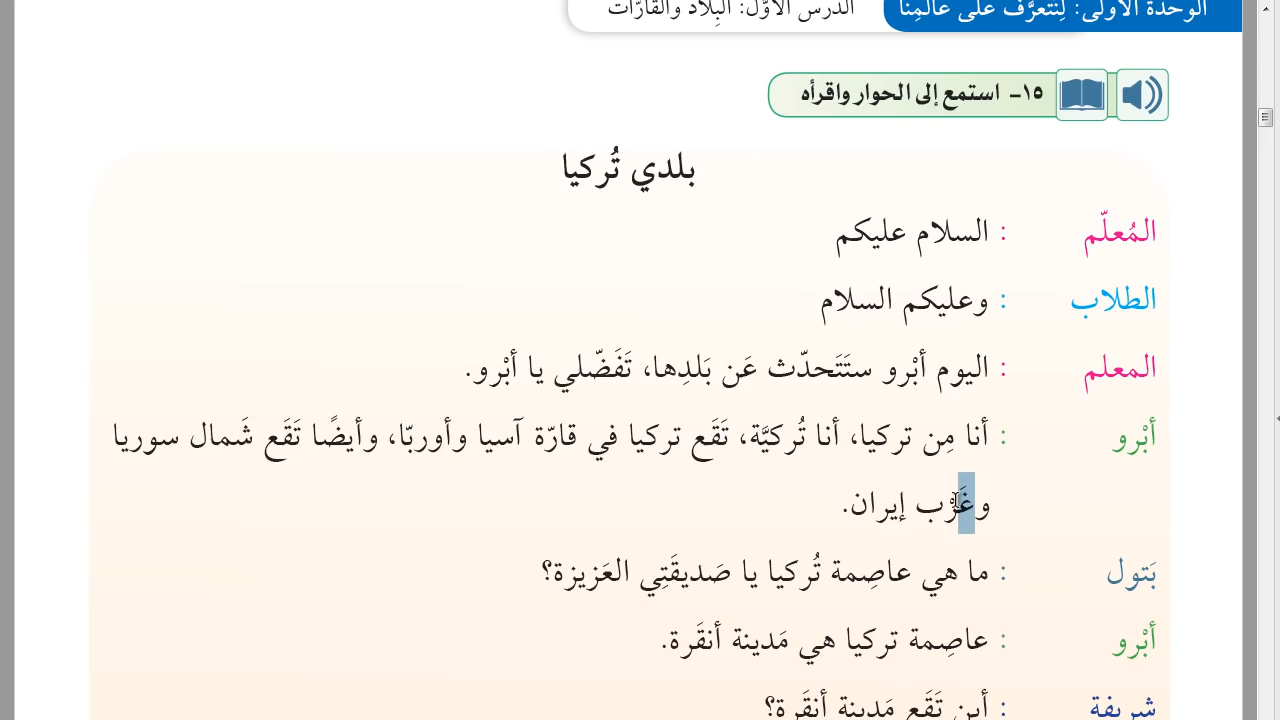 الوحدة الأولى: لِنَتَعرَّف على عالمِنا الدرس الأوَّل: البِلاد والقارّات
١٥- استمع إلى الحوار واقرأه
بلدي تُركيا
المُعلّم : السلام عليكم
الطلاب : وعليكم السلام
المعلم : اليوم أبْرو ستَتَحدّث عَن بَلدِها، تَفَضّلي يا أبْرو.
أبْرو : أنا مِن تركيا، أنا تُركيَّة، تَقَع تركيا في قارّة آسيا وأوربّا، وأيضًا تَقَع شَمال سوريا
وغَرْب إيران.
بَتول : ما هي عاصِمة تُركيا يا صَديقَتِي العَزيزة؟
أبْرو : عاصِمة تركيا هي مَدينة أنقَرة.
شريفة : أين تَقَع مَدينة أنقَرة؟